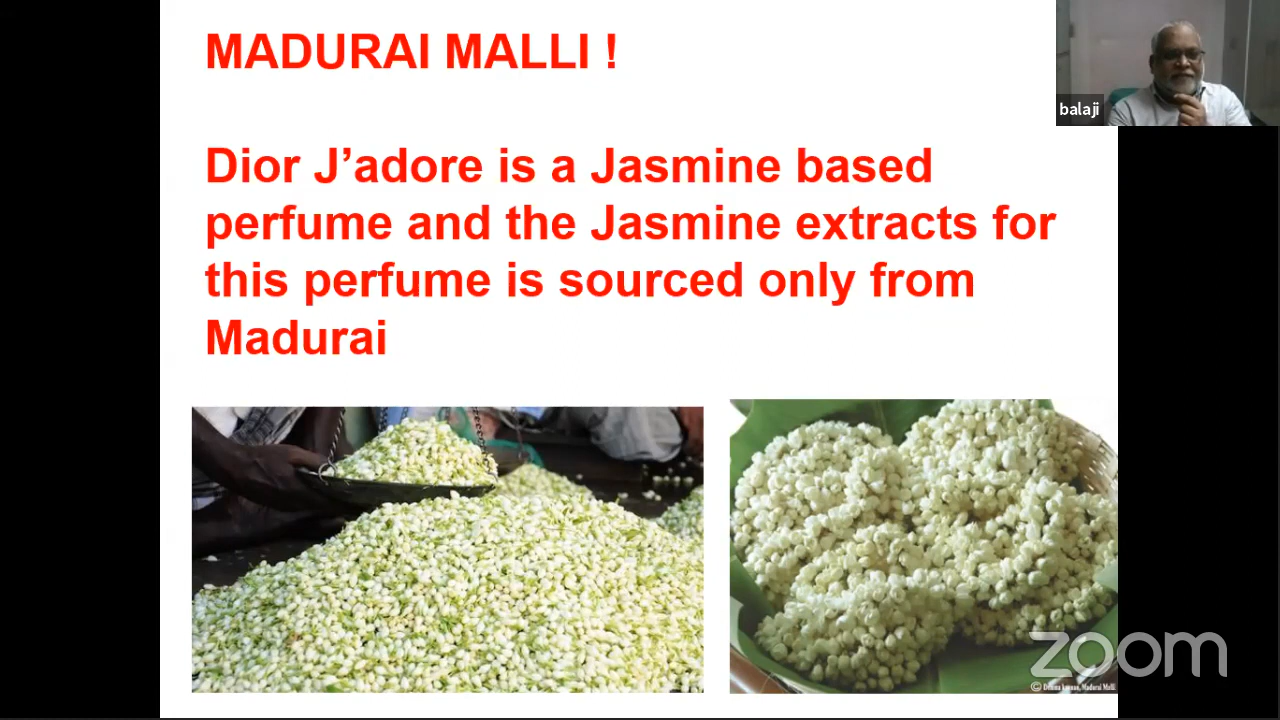 MADURAI MALLI !
balaji
Dior J’adore is a Jasmine based
perfume and the Jasmine extracts for
this perfume is sourced only from
Madurai
zoom